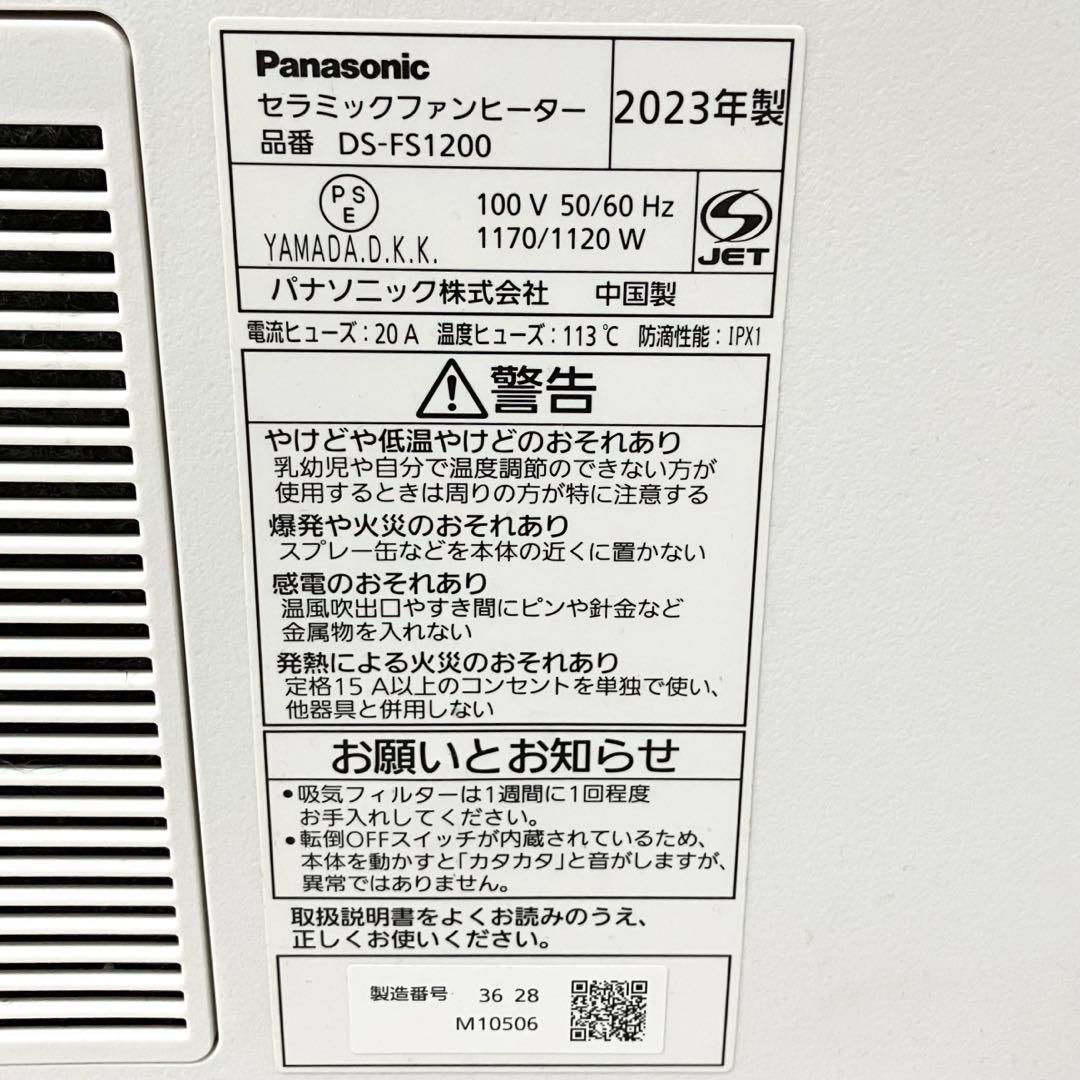 Panasonic
セラミックファンヒーター
品番 DS-FS1200
2023年製
PSE
YAMADA.D.K.K.
100 V 50/60 Hz
1170/1120 W
JET
パナソニック株式会社 中国製
電流ヒューズ:20 A 温度ヒューズ:113℃ 防滴性能:IPX1
警告
やけどや低温やけどのおそれあり
乳幼児や自分で温度調節のできない方が
使用するときは周りの方が特に注意する
爆発や火災のおそれあり
スプレー缶などを本体の近くに置かない
感電のおそれあり
温風吹出口やすき間にピンや針金など
金属物を入れない
発熱による火災のおそれあり
定格15 A以上のコンセントを単独で使い、
他器具と併用しない
お願いとお知らせ
•吸気フィルターは1週間に1回程度
お手入れしてください。
•転倒OFFスイッチが内蔵されているため、
本体を動かすと「カタカタ」と音がしますが、
異常ではありません。
取扱説明書をよくお読みのうえ、
正しくお使いください。
製造番号 36 28
M10506